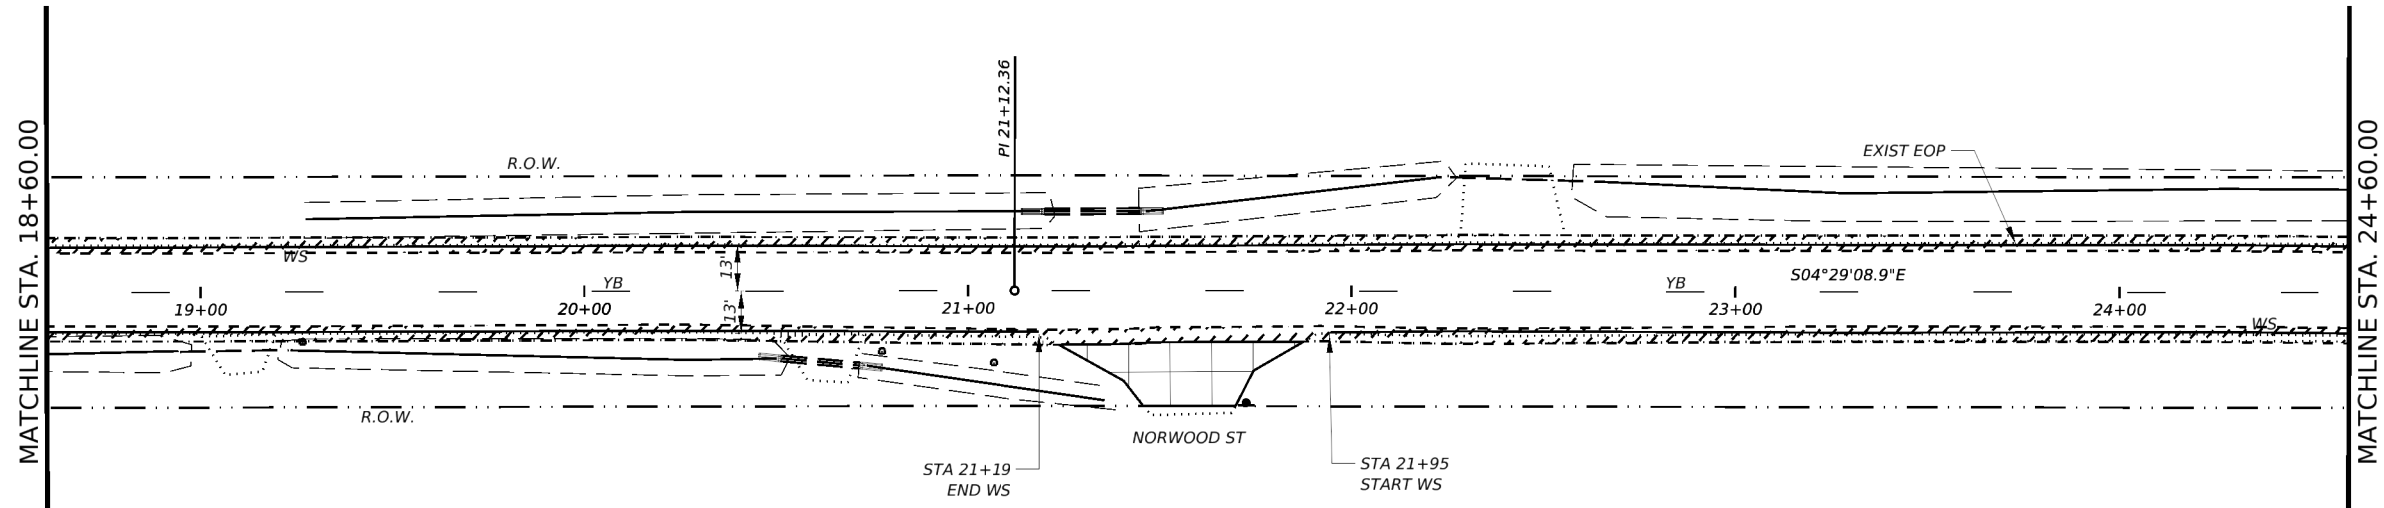 MATCHLINE STA. 18+60.00
PI 21+12.36
R.O.W.
EXIST EOP
MATCHLINE STA. 24+60.00
WS
13'
YB
YB
S04°29'08.9"E
19+00
20+00
13'
21+00
22+00
23+00
24+00
WS
R.O.W.
NORWOOD ST
STA 21+19
END WS
STA 21+95
START WS